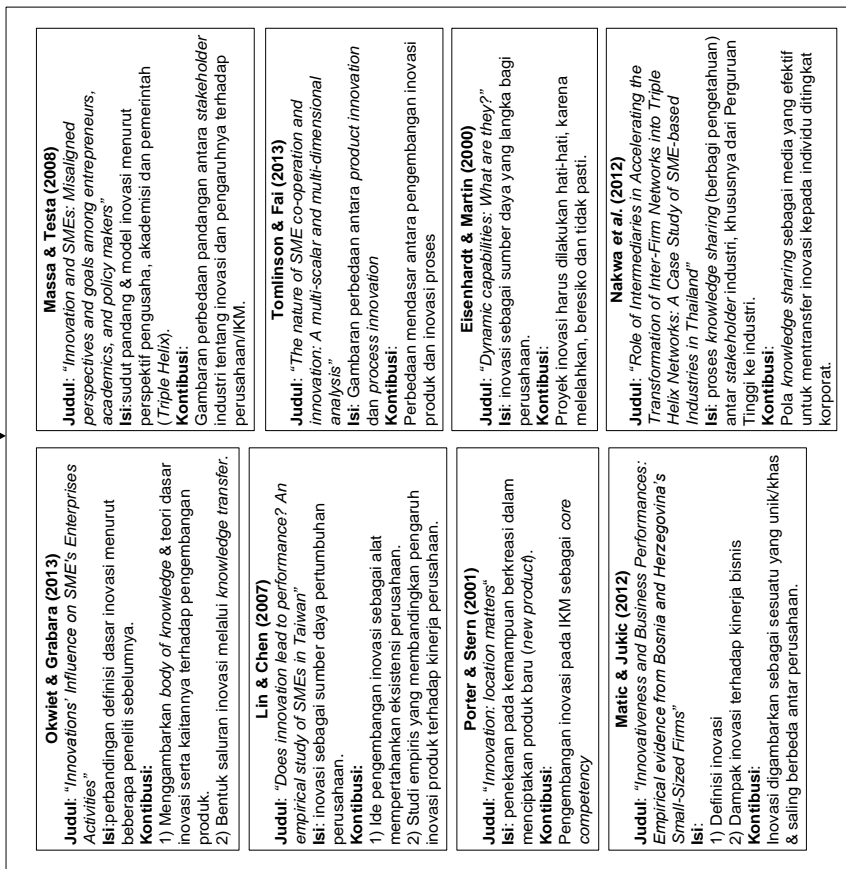 Okwiet & Grabara (2013)
Judul: "Innovations' Influence on SME's Enterprises
Activities"
Isi:perbandingan definisi dasar inovasi menurut
beberapa peneliti sebelumnya.
Kontibusi:
1) Menggambarkan body of knowledge & teori dasar
inovasi serta kaitannya terhadap pengembangan
produk.
2) Bentuk saluran inovasi melalui knowledge transfer.
Lin & Chen (2007)
Judul: "Does innovation lead to performance? An
empirical study of SMEs in Taiwan"
Isi: inovasi sebagai sumber daya pertumbuhan
perusahaan.
Kontibusi:
1) Ide pengembangan inovasi sebagai alat
mempertahankan eksistensi perusahaan.
2) Studi empiris yang membandingkan pengaruh
inovasi produk terhadap kinerja perusahaan.
Porter & Stern (2001)
Judul: "Innovation: location matters"
Isi: penekanan pada kemampuan berkreasi dalam
menciptakan produk baru (new product).
Kontibusi:
Pengembangan inovasi pada IKM sebagai core
competency
Matic & Jukic (2012)
Judul: "Innovativeness and Business Performances:
Empirical evidence from Bosnia and Herzegovina's
Small-Sized Firms"
Isi:
1) Definisi inovasi
2) Dampak inovasi terhadap kinerja bisnis
Kontibusi:
Inovasi digambarkan sebagai sesuatu yang unik/khas
& saling berbeda antar perusahaan.
Massa & Testa (2008)
Judul: "Innovation and SMEs: Misaligned
perspectives and goals among entrepreneurs,
academics, and policy makers"
Isi:sudut pandang & model inovasi menurut
perspektif pengusaha, akademisi dan pemerintah
(Triple Helix).
Kontibusi:
Gambaran perbedaan pandangan antara stakeholder
industri tentang inovasi dan pengaruhnya terhadap
perusahaan/IKM.
Tomlinson & Fai (2013)
Judul: "The nature of SME co-operation and
innovation: A multi-scalar and multi-dimensional
analysis"
Isi: Gambaran perbedaan antara product innovation
dan process innovation
Kontibusi:
Perbedaan mendasar antara pengembangan inovasi
produk dan inovasi proses
Eisenhardt & Martin (2000)
Judul: "Dynamic capabilities: What are they?"
Isi: inovasi sebagai sumber daya yang langka bagi
perusahaan.
Kontibusi:
Proyek inovasi harus dilakukan hati-hati, karena
melelahkan, beresiko dan tidak pasti.
Nakwa et al. (2012)
Judul: "Role of Intermediaries in Accelerating the
Transformation of Inter-Firm Networks into Triple
Helix Networks: A Case Study of SME-based
Industries in Thailand"
Isi: proses knowledge sharing (berbagi pengetahuan)
antar stakeholder industri, khususnya dari Perguruan
Tinggi ke industri.
Kontibusi:
Pola knowledge sharing sebagai media yang efektif
untuk mentransfer inovasi kepada individu ditingkat
korporat.